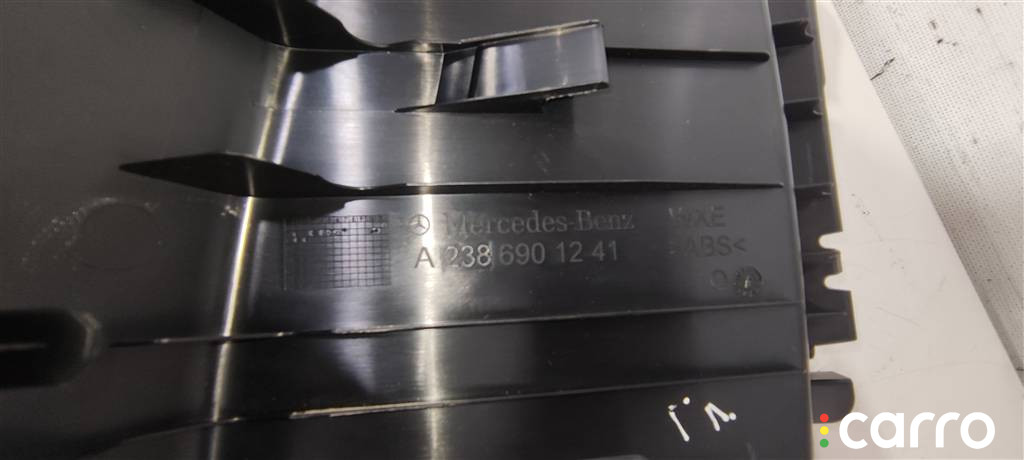 Mercedes-Benz
A 238 690 12 41
>ABS<
carro